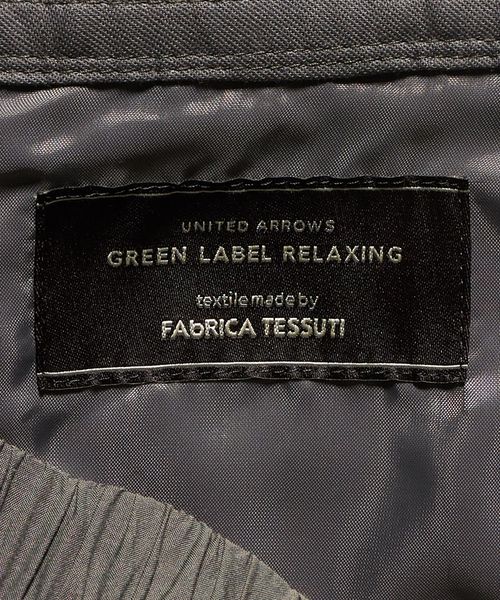 UNITED ARROWS
GREEN LABEL RELAXING
textile made by
FAbRICA TESSUTI